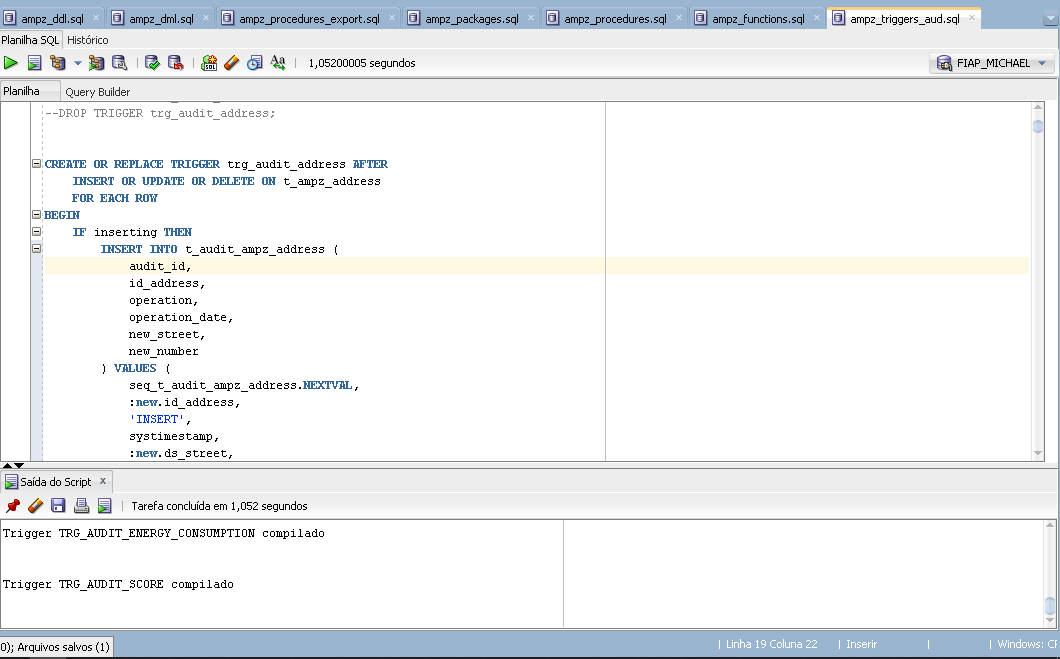 ampz_ddl.sql ampz_dml.sql ampz_procedures_export.sql ampz_packages.sql ampz_procedures.sql ampz_functions.sql ampz_triggers_aud.sql
Planilha SQL Histórico
1,05200005 segundos FIAP_MICHAEL
Planilha Query Builder
--DROP TRIGGER trg_audit_address;
CREATE OR REPLACE TRIGGER trg_audit_address AFTER
INSERT OR UPDATE OR DELETE ON t_ampz_address
FOR EACH ROW
BEGIN
IF inserting THEN
INSERT INTO t_audit_ampz_address (
audit_id,
id_address,
operation,
operation_date,
new_street,
new_number
) VALUES (
seq_t_audit_ampz_address.NEXTVAL,
:new.id_address,
'INSERT',
systimestamp,
:new.ds_street,
Saída do Script x
Tarefa concluída em 1,052 segundos
Trigger TRG_AUDIT_ENERGY_CONSUMPTION compilado
Trigger TRG_AUDIT_SCORE compilado
0); Arquivos salvos (1) Linha 19 Coluna 22 Inserir Windows: CF